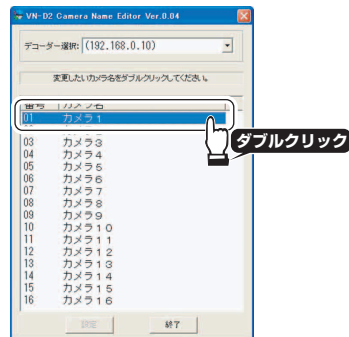 VN-D2 Camera Name Editor Ver.0.04
デコーダー選択: (192.168.0.10)
変更したいカメラ名をダブルクリックしてください。
番号 カメラ名
01 カメラ1
03 カメラ3
04 カメラ4
05 カメラ5
06 カメラ6
07 カメラ7
08 カメラ8
09 カメラ9
10 カメラ10
11 カメラ11
12 カメラ12
13 カメラ13
14 カメラ14
15 カメラ15
16 カメラ16
ダブルクリック
設定 終了